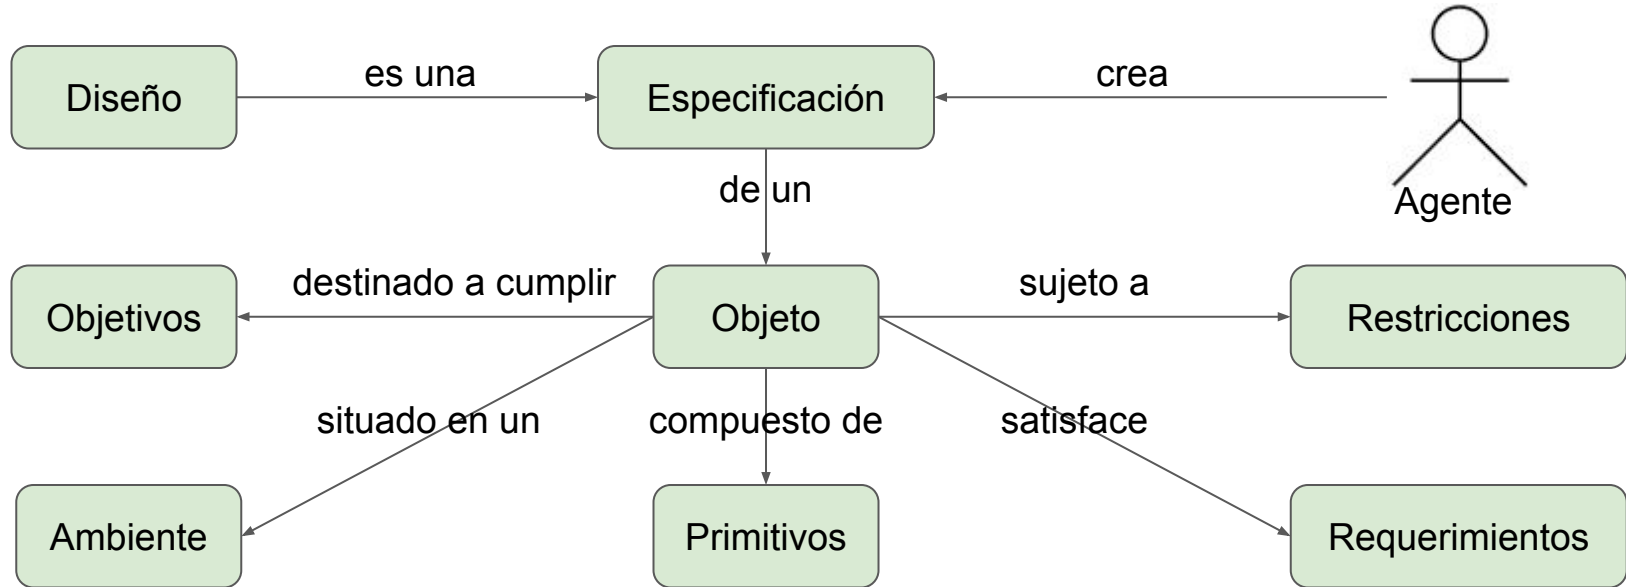 Diseño
es una
Especificación
crea
de un
Agente
Objetivos
destinado a cumplir
Objeto
sujeto a
Restricciones
situado en un
compuesto de
satisface
Ambiente
Primitivos
Requerimientos